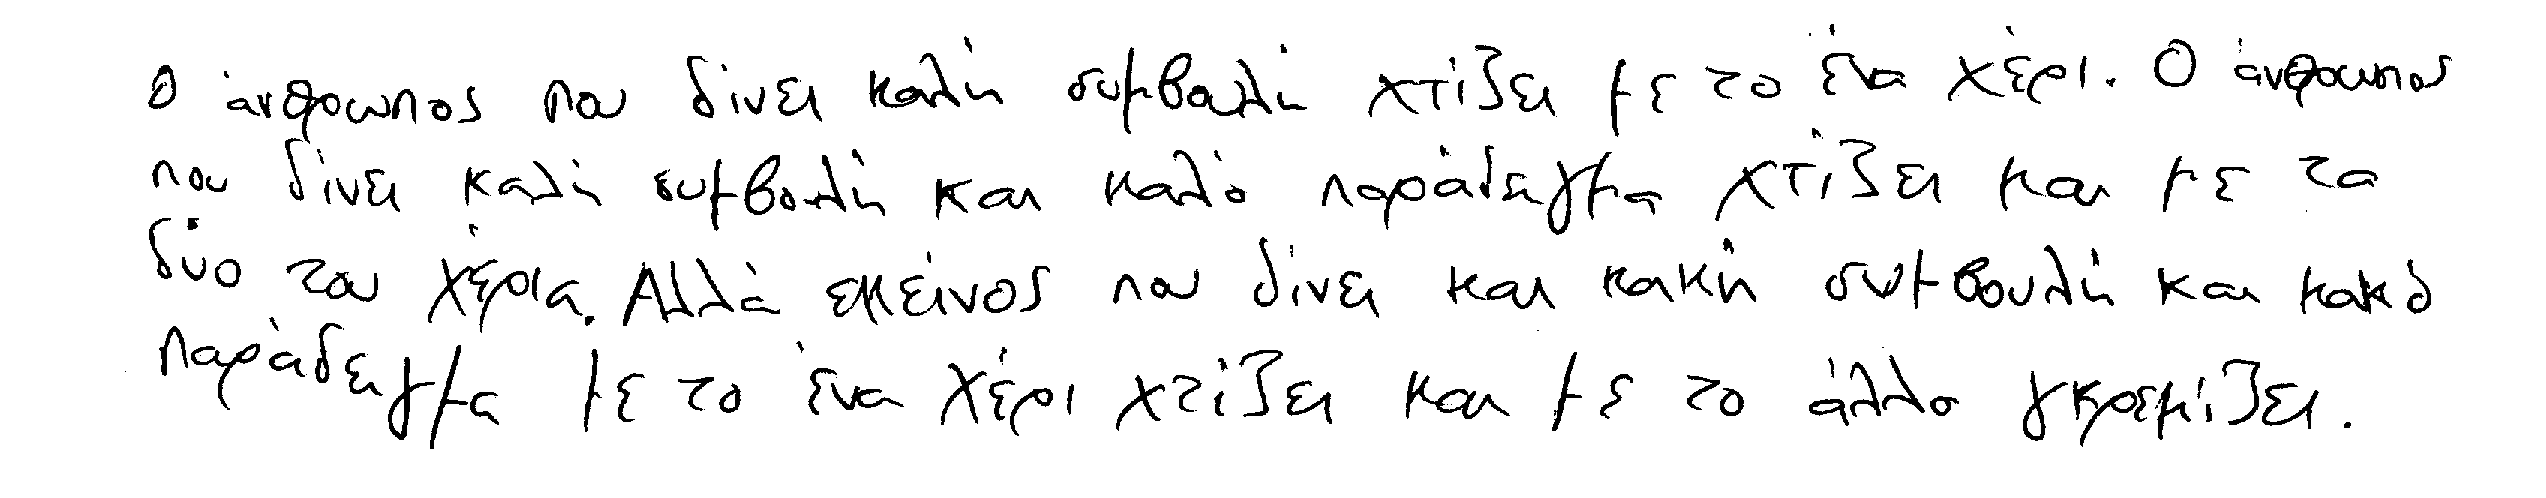 Ο άνθρωπος που δίνει καλή συμβουλή χτίζει με το ένα χέρι. Ο άνθρωπος
που δίνει καλή συμβουλή και καλό παράδειγμα χτίζει και με τα
δύο του χέρια. Αλλά εκείνος που δίνει και κακή συμβουλή και κακό
παράδειγμα με το ένα χέρι χτίζει και με το άλλο γκρεμίζει.